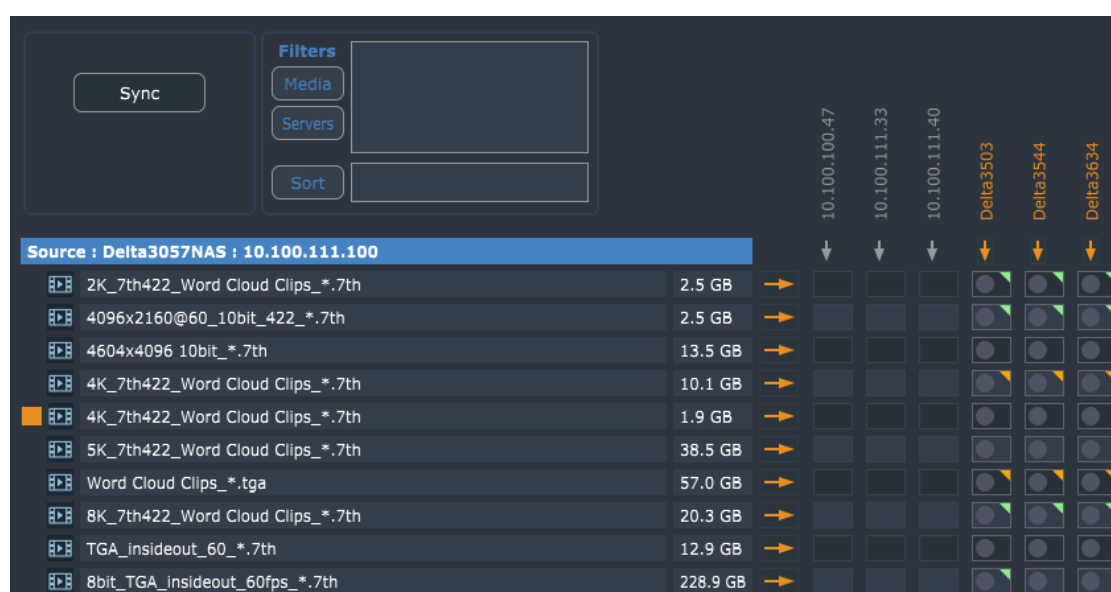 Sync
Filters
Media
Servers
Sort
10.100.100.47
10.100.111.33
10.100.111.40
Delta3503
Delta3544
Delta3634
Source : Delta3057NAS : 10.100.111.100
2K_7th422_Word Cloud Clips_*.7th 2.5 GB
4096x2160@60_10bit_422_*.7th 2.5 GB
4604x4096 10bit_*.7th 13.5 GB
4K_7th422_Word Cloud Clips_*.7th 10.1 GB
4K_7th422_Word Cloud Clips_*.7th 1.9 GB
5K_7th422_Word Cloud Clips_*.7th 38.5 GB
Word Cloud Clips_*.tga 57.0 GB
8K_7th422_Word Cloud Clips_*.7th 20.3 GB
TGA_insideout_60_*.7th 12.9 GB
8bit_TGA_insideout_60fps_*.7th 228.9 GB